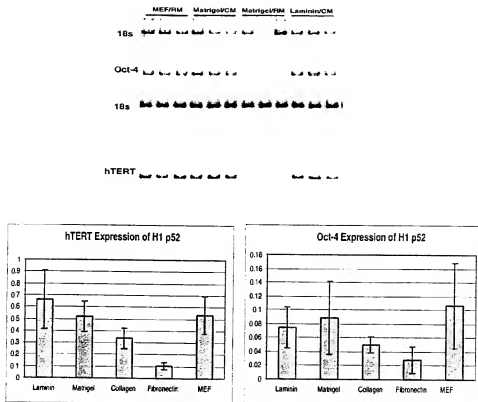 MEF/RM Matrigel/CM Matrigel/RM Laminin/CM
18s
Oct-4
18s
hTERT
hTERT Expression of H1 p52
1
0.9
0.8
0.7
0.6
0.5
0.4
0.3
0.2
0.1
0
Laminin Matrigel Collagen Fibronectin MEF
Oct-4 Expression of H1 p52
0.18
0.16
0.14
0.12
0.1
0.08
0.06
0.04
0.02
0
Laminin Matrigel Collagen Fibronectin MEF